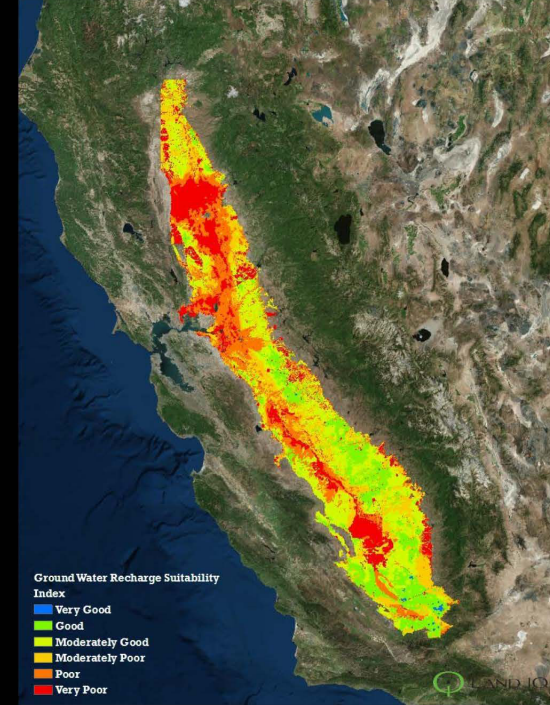 Ground Water Recharge Suitability
Index
Very Good
Good
Moderately Good
Moderately Poor
Poor
Very Poor
LAND IQ